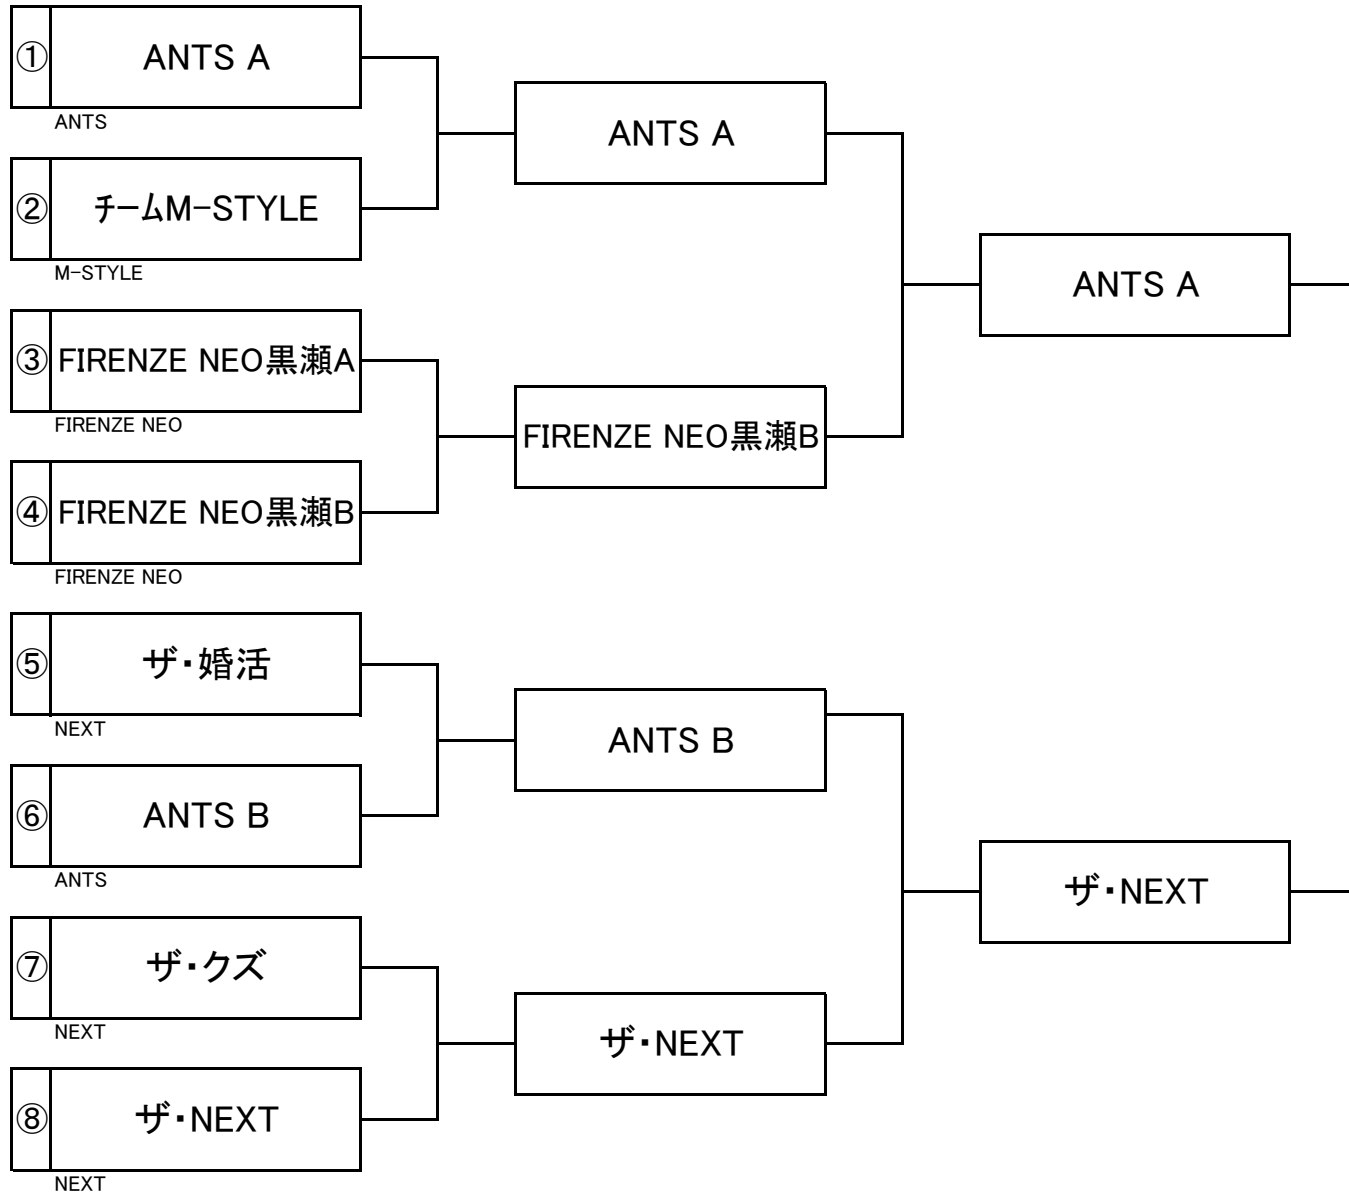 ① ANTS A
ANTS
② チームM-STYLE
M-STYLE
③ FIRENZE NEO黒瀬A
FIRENZE NEO
④ FIRENZE NEO黒瀬B
FIRENZE NEO
⑤ ザ・婚活
NEXT
⑥ ANTS B
ANTS
⑦ ザ・クズ
NEXT
⑧ ザ・NEXT
NEXT
ANTS A
FIRENZE NEO黒瀬B
ANTS B
ザ・NEXT
ANTS A
ザ・NEXT